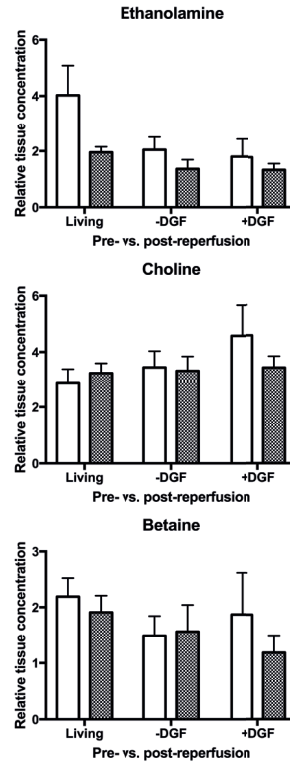 Ethanolamine
Relative tissue concentration
6
4
2
0
Living -DGF +DGF
Pre- vs. post-reperfusion
Choline
Relative tissue concentration
6
4
2
0
Living -DGF +DGF
Pre- vs. post-reperfusion
Betaine
Relative tissue concentration
3
2
1
0
Living -DGF +DGF
Pre- vs. post-reperfusion